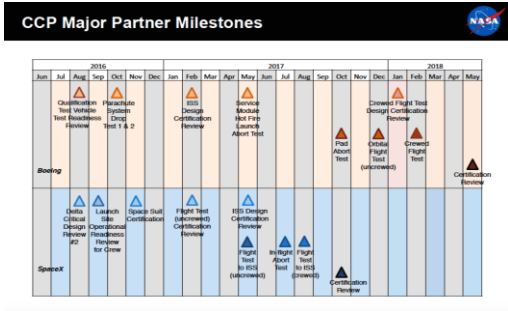 CCP Major Partner Milestones
NASA
2016 2017 2018
Jun Jul Aug Sep Oct Nov Dec Jan Feb Mar Apr May Jun Jul Aug Sep Oct Nov Dec Jan Feb Mar Apr May
Qualification
Test Vehicle
Test Readiness
Review
Parachute
System
Drop
Test 1 & 2
ISS
Design
Certification
Review
Service
Module
Hot Fire
Launch
Abort Test
Pad
Abort
Test
Orbital
Flight
Test
(uncrewed)
Crewed Flight Test
Design Certification
Review
Crewed
Flight
Test
Certification
Review
Boeing
Delta
Critical
Design
Review
#2
Launch
Site
Operational
Readiness
Review
for Crew
Space Suit
Certification
Flight Test
(uncrewed)
Certification
Review
ISS Design
Certification
Review
Flight
Test
to ISS
(uncrewed)
In-flight
Abort
Test
Flight
Test
to ISS
(crewed)
Certification
Review
SpaceX